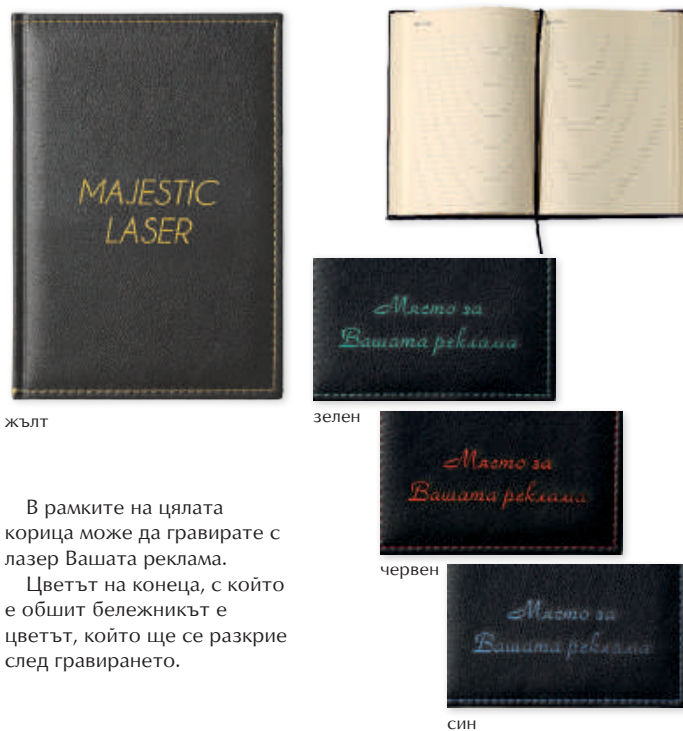 MAJESTIC
LASER
жълт
Място за
Вашата реклама
зелен
Място за
Вашата реклама
червен
Място за
Вашата реклама
син
В рамките на цялата
корица може да гравирате с
лазер Вашата реклама.
Цветът на конеца, с който
е обшит бележникът е
цветът, който ще се разкрие
след гравирането.